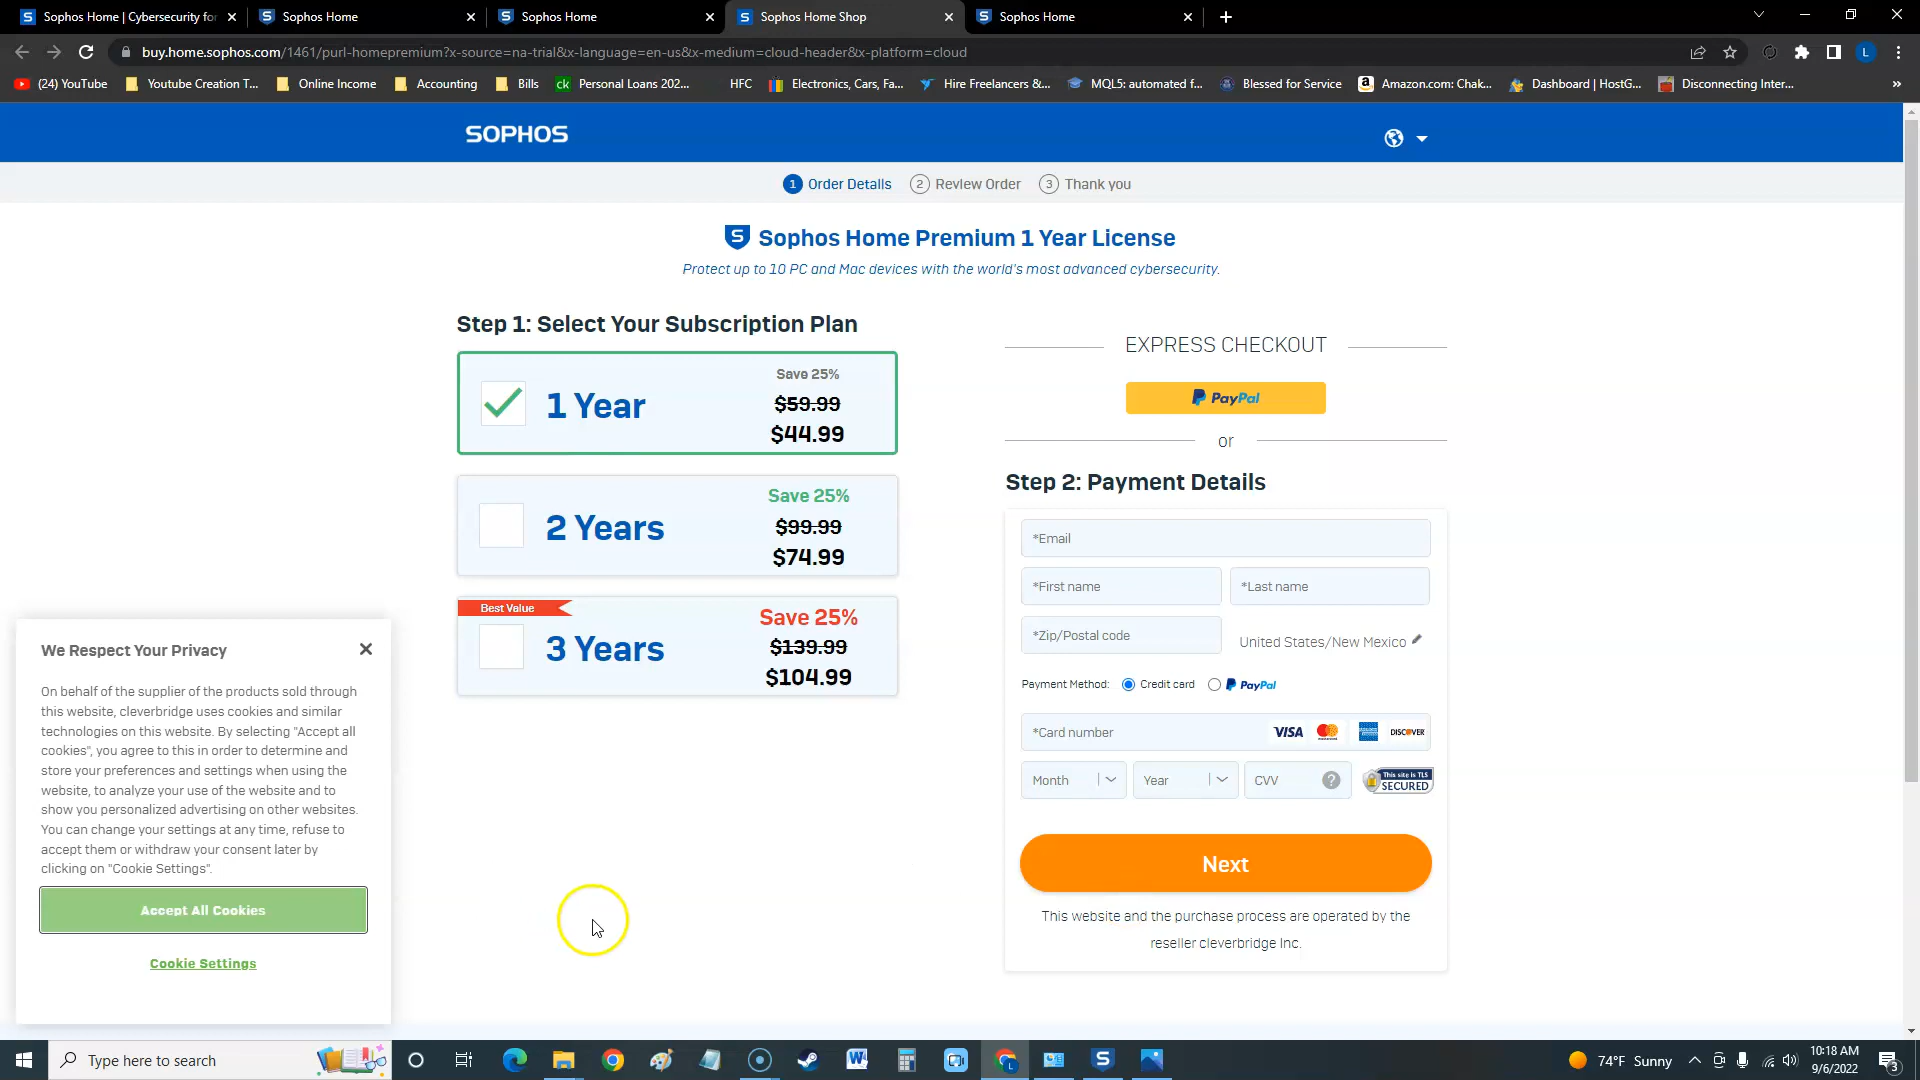 Sophos Home | Cybersecurity for
Sophos Home
Sophos Home
Sophos Home Shop
Sophos Home
buy.home.sophos.com/1461/purl-homepremium?x-source=na-trial&x-language=en-us&x-medium=cloud-header&x-platform=cloud
L
(24) YouTube
Youtube Creation T...
Online Income
Accounting
Bills
ck
Personal Loans 202...
HFC
Electronics, Cars, Fa...
Hire Freelancers &...
MQL5: automated f...
Blessed for Service
Amazon.com: Chak...
Dashboard | HostG...
Disconnecting Inter...
»
SOPHOS
1 Order Details
2 Review Order
3 Thank you
S Sophos Home Premium 1 Year License
Protect up to 10 PC and Mac devices with the world's most advanced cybersecurity.
Step 1: Select Your Subscription Plan
1 Year
Save 25%
$59.99
$44.99
2 Years
Save 25%
$99.99
$74.99
Best Value
3 Years
Save 25%
$139.99
$104.99
EXPRESS CHECKOUT
PayPal
or
Step 2: Payment Details
*Email
*First name
*Last name
*Zip/Postal code
United States/New Mexico
Payment Method:
Credit card
PayPal
*Card number
VISA
DISCOVER
Month
Year
CVV
?
This site is TLS
SECURED
Next
This website and the purchase process are operated by the
reseller cleverbridge Inc.
We Respect Your Privacy
On behalf of the supplier of the products sold through
this website, cleverbridge uses cookies and similar
technologies on this website. By selecting "Accept all
cookies", you agree to this in order to determine and
store your preferences and settings when using the
website, to analyze your use of the website and to
show you personalized advertising on other websites.
You can change your settings at any time, refuse to
accept them or withdraw your consent later by
clicking on "Cookie Settings".
Accept All Cookies
Cookie Settings
Type here to search
74°F Sunny
10:18 AM
9/6/2022
3